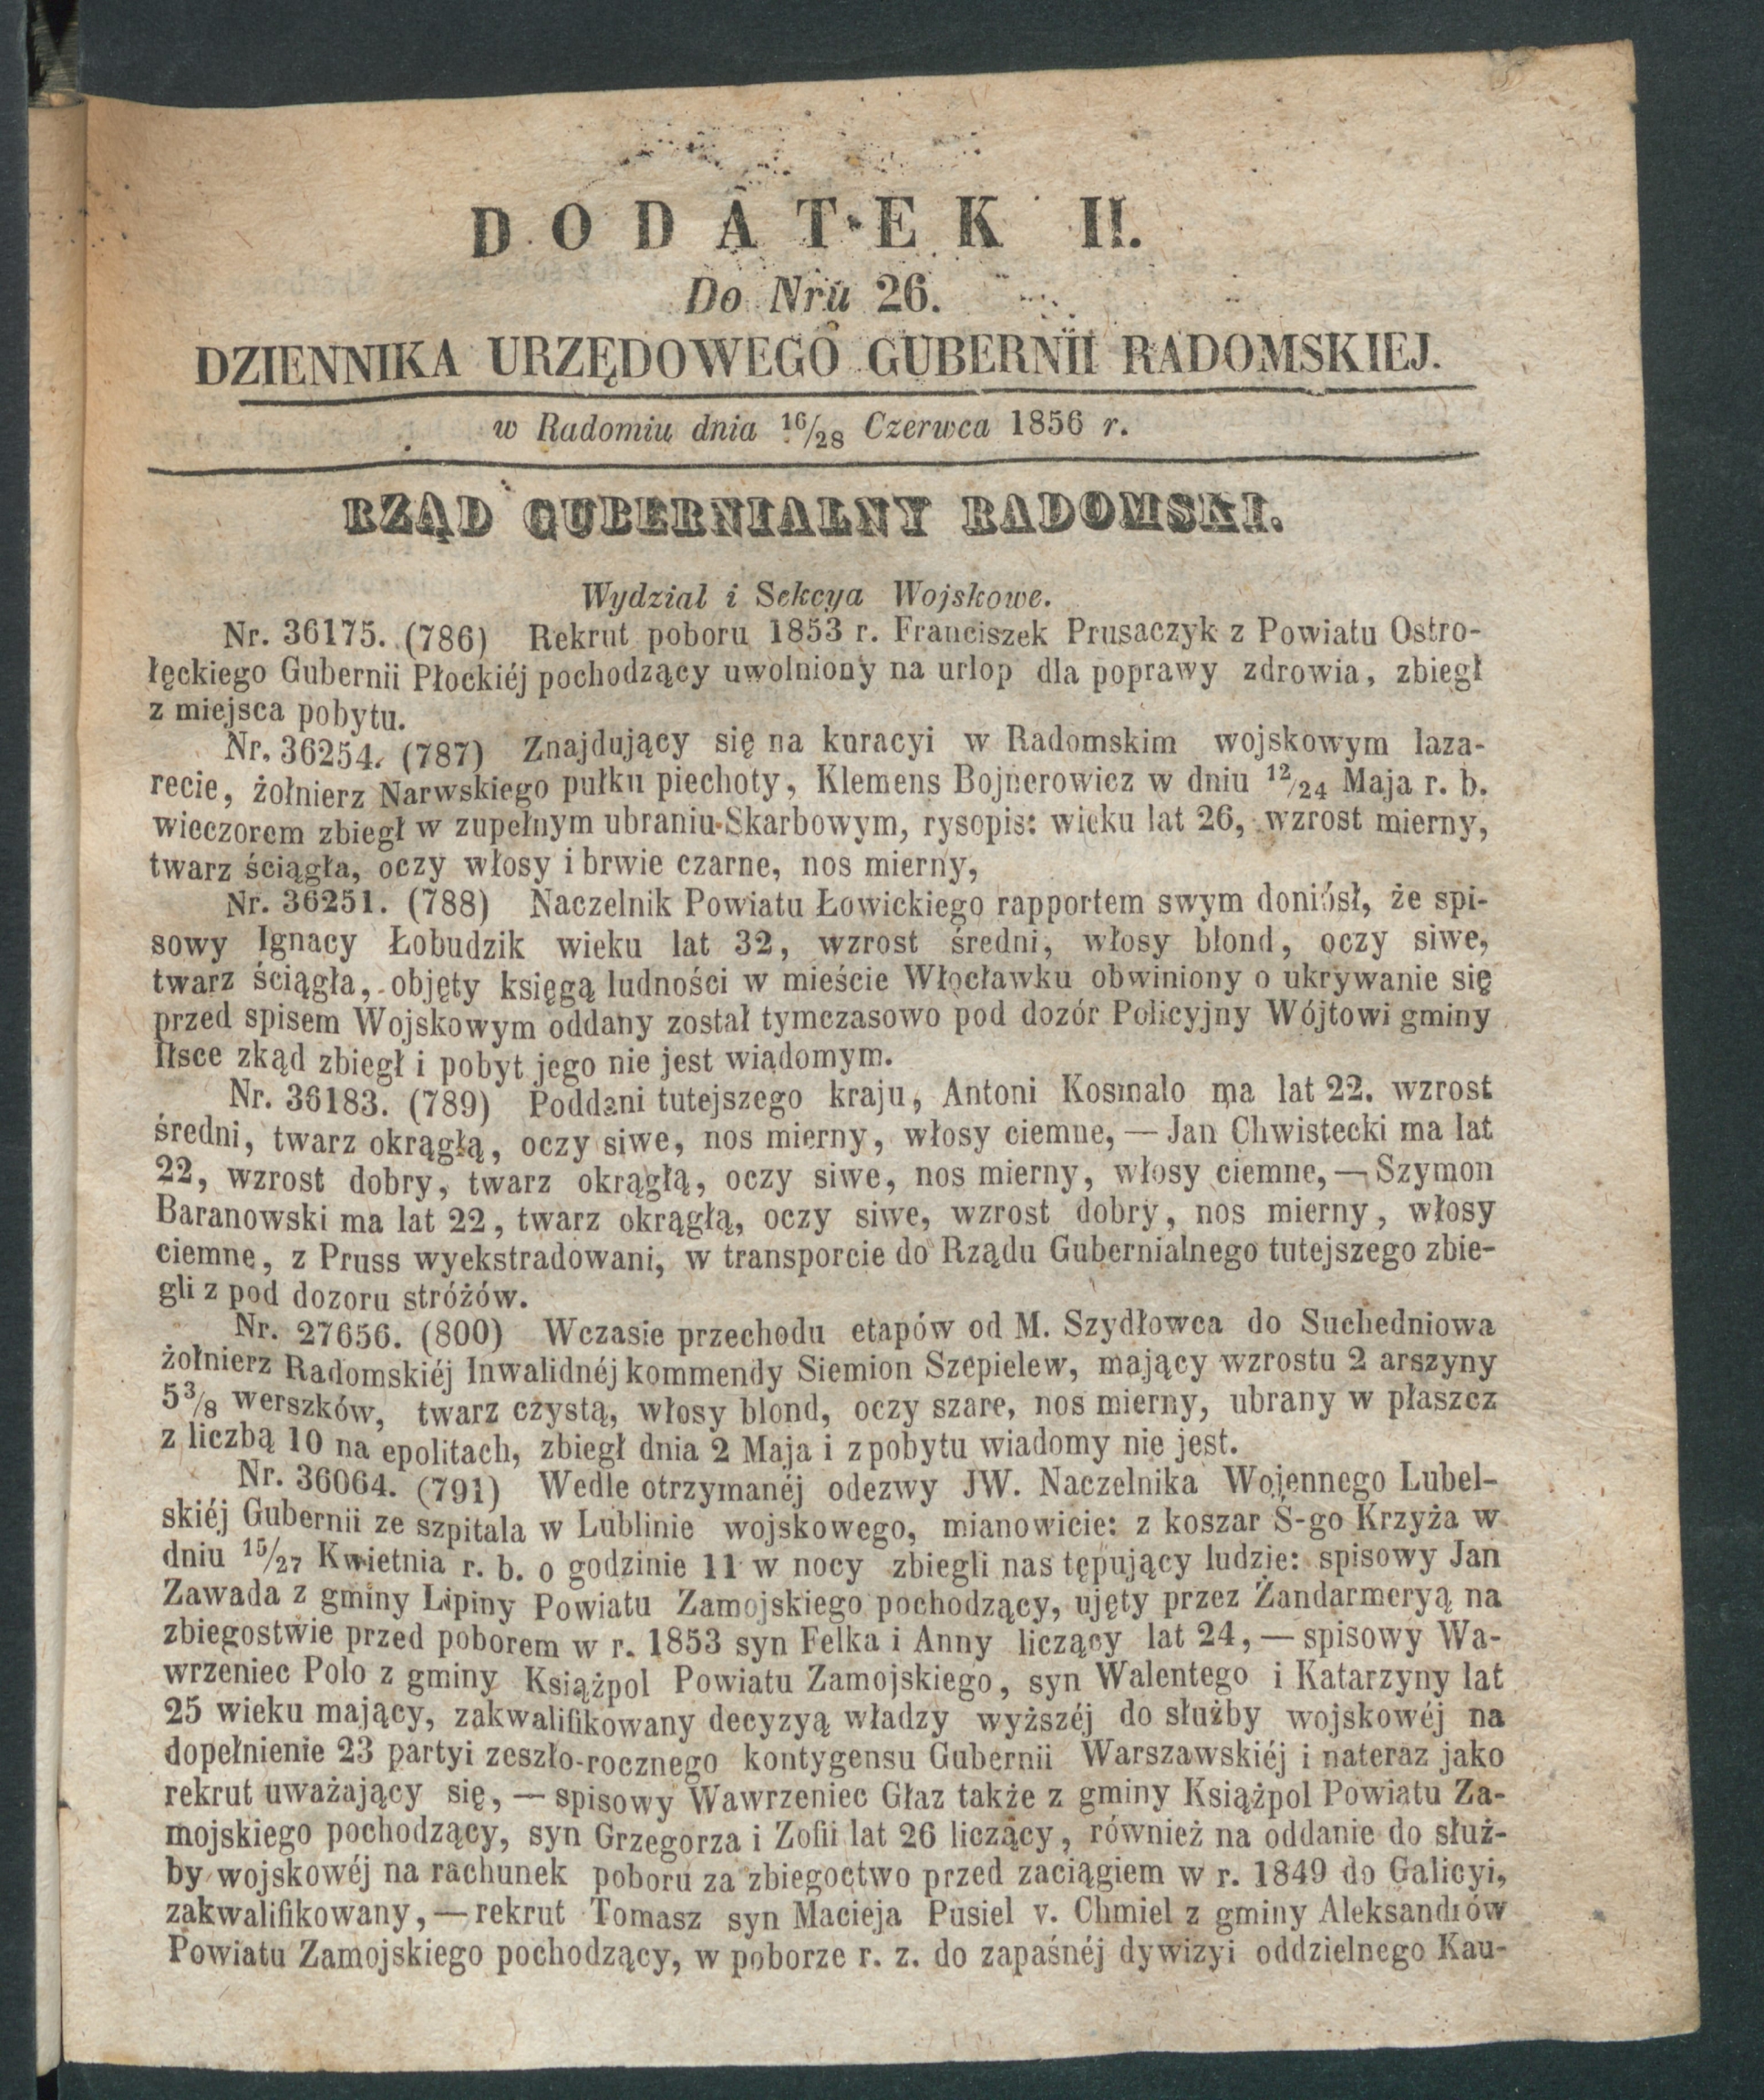 DODATEK II.
Do Nru 26.
DZIENNIKA URZĘDOWEGO GUBERNII RADOMSKIEJ.
w Radomiu dnia 16/28 Czerwca 1856 r.
RZĄD GUBERNIALNY RADOMSKI.
Wydział i Sekcya Wojskowe.
Nr. 36175. (786) Rekrut poboru 1853 r. Franciszek Prusaczyk z Powiatu Ostro-
łęckiego Gubernii Płockiéj pochodzący uwolniony na urlop dla poprawy zdrowia, zbiegł
z miejsca pobytu.
Nr. 36254. (787) Znajdujący się na kuracyi w Radomskim wojskowym laza-
recie, żołnierz Narwskiego pułku piechoty, Klemens Bojnerowicz w dniu 12/24 Maja r. b.
wieczorem zbiegł w zupełnym ubraniu Skarbowym, rysopis: wieku lat 26, wzrost mierny,
twarz ściągła, oczy włosy i brwie czarne, nos mierny,
Nr. 36251. (788) Naczelnik Powiatu Łowickiego rapportem swym doniósł, że spi-
sowy Ignacy Łobudzik wieku lat 32, wzrost średni, włosy blond, oczy siwe,
twarz ściągła, objęty księgą ludności w mieście Włocławku obwiniony o ukrywanie się
przed spisem Wojskowym oddany został tymczasowo pod dozór Policyjny Wójtowi gminy
Iłsce zkąd zbiegł i pobyt jego nie jest wiadomym.
Nr. 36183. (789) Poddani tutejszego kraju, Antoni Kosmalo ma lat 22. wzrost
średni, twarz okrągłą, oczy siwe, nos mierny, włosy ciemne, — Jan Chwistecki ma lat
22, wzrost dobry, twarz okrągłą, oczy siwe, nos mierny, włosy ciemne, — Szymon
Baranowski ma lat 22, twarz okrągłą, oczy siwe, wzrost dobry, nos mierny, włosy
ciemne, z Pruss wyekstradowani, w transporcie do Rządu Gubernialnego tutejszego zbie-
gli z pod dozoru stróżów.
Nr. 27656. (800) Wczasie przechodu etapów od M. Szydłowca do Suchedniowa
żołnierz Radomskiéj Inwalidnéj kommendy Siemion Szepielew, mający wzrostu 2 arszyny
5 3/8 werszków, twarz czystą, włosy blond, oczy szare, nos mierny, ubrany w płaszcz
z liczbą 10 na epolitach, zbiegł dnia 2 Maja i z pobytu wiadomy nie jest.
Nr. 36064. (791) Wedle otrzymanéj odezwy JW. Naczelnika Wojennego Lubel-
skiéj Gubernii ze szpitala w Lublinie wojskowego, mianowicie: z koszar S-go Krzyża w
dniu 15/27 Kwietnia r. b. o godzinie 11 w nocy zbiegli nas tępujący ludzie: spisowy Jan
Zawada z gminy Lipiny Powiatu Zamojskiego pochodzący, ujęty przez Żandarmeryą na
zbiegostwie przed poborem w r. 1853 syn Felka i Anny liczący lat 24, — spisowy Wa-
wrzeniec Polo z gminy Książpol Powiatu Zamojskiego, syn Walentego i Katarzyny lat
25 wieku mający, zakwalifikowany decyzyą władzy wyższéj do służby wojskowéj na
dopełnienie 23 partyi zeszło-rocznego kontygensu Gubernii Warszawskiéj i nateraz jako
rekrut uważający się, — spisowy Wawrzeniec Głaz także z gminy Książpol Powiatu Za-
mojskiego pochodzący, syn Grzegorza i Zofii lat 26 liczący, również na oddanie do służ-
by wojskowéj na rachunek poboru za zbiegoctwo przed zaciągiem w r. 1849 do Galicyi,
zakwalifikowany, — rekrut Tomasz syn Macieja Pusiel v. Chmiel z gminy Aleksandrów
Powiatu Zamojskiego pochodzący, w poborze r. z. do zapaśnéj dywizyi oddzielnego Kau-